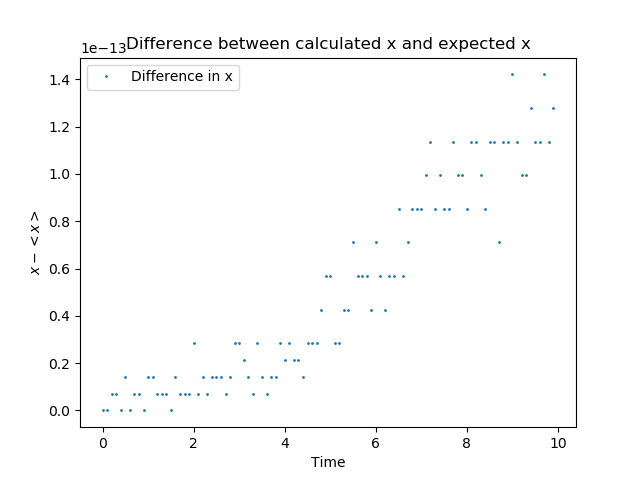 Difference between calculated x and expected x
1e−13
Difference in x
1.4
1.2
1.0
0.8
0.6
0.4
0.2
0.0
x − < x >
0 2 4 6 8 10
Time